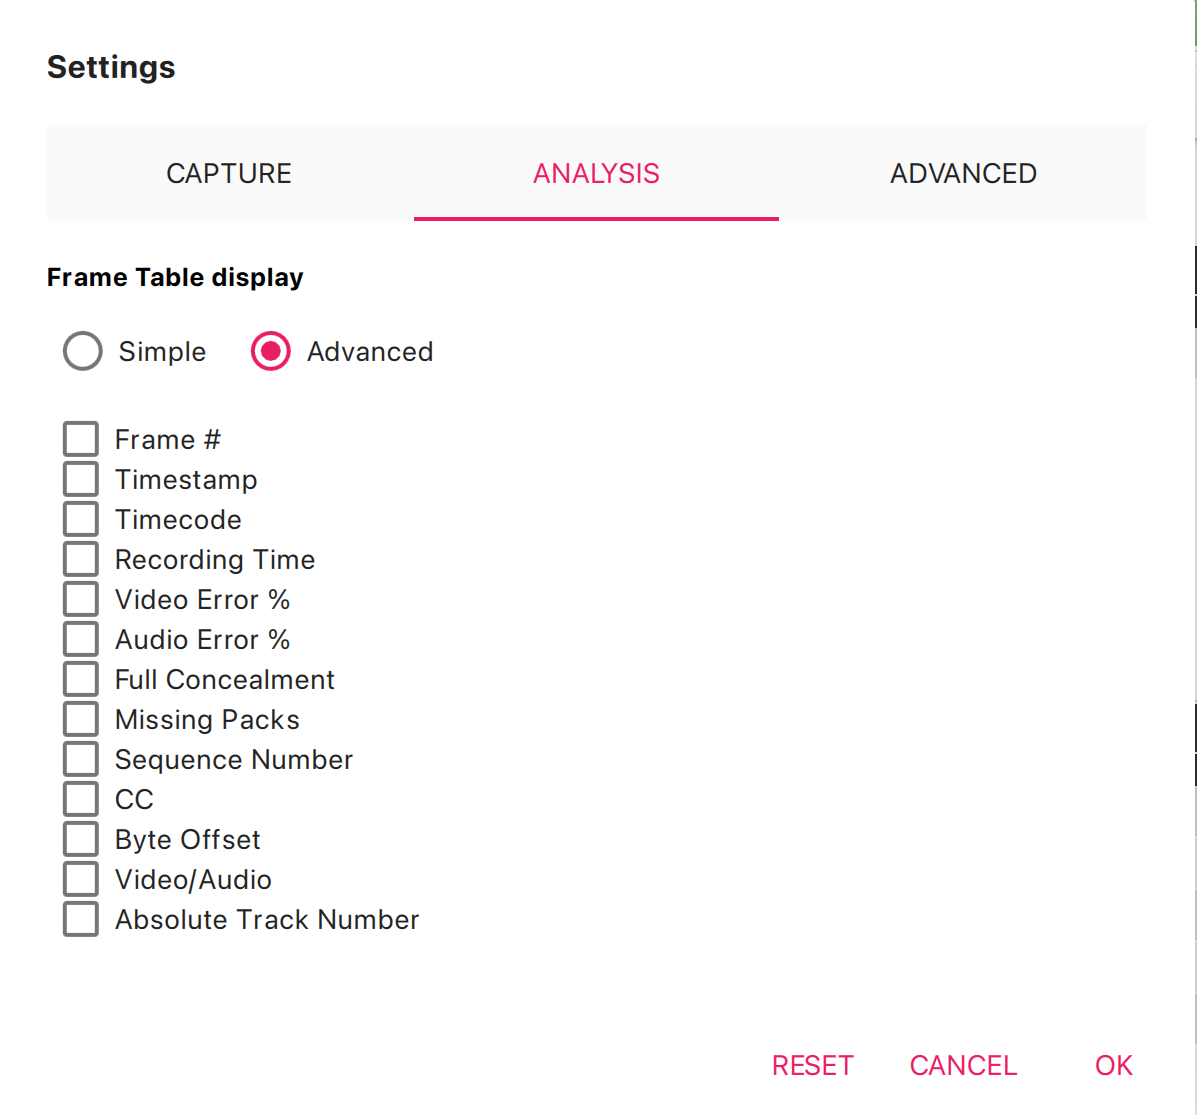 Settings
CAPTURE ANALYSIS ADVANCED
Frame Table display
Simple Advanced
Frame #
Timestamp
Timecode
Recording Time
Video Error %
Audio Error %
Full Concealment
Missing Packs
Sequence Number
CC
Byte Offset
Video/Audio
Absolute Track Number
RESET CANCEL OK